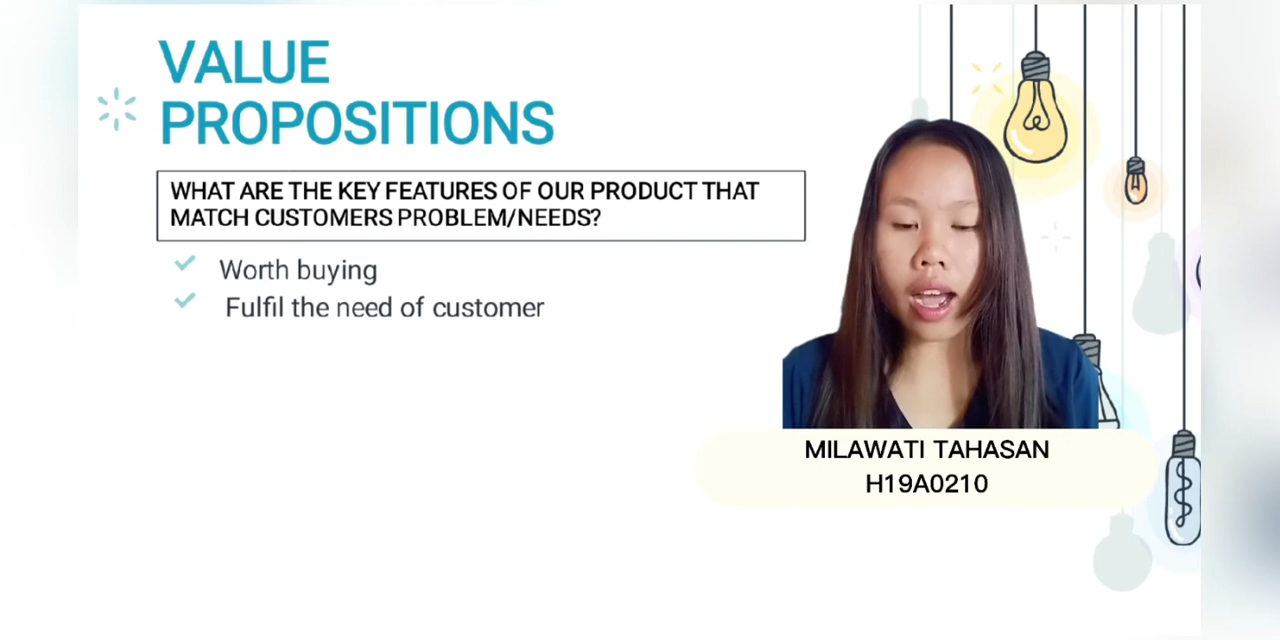 VALUE
PROPOSITIONS
WHAT ARE THE KEY FEATURES OF OUR PRODUCT THAT
MATCH CUSTOMERS PROBLEM/NEEDS?
Worth buying
Fulfil the need of customer
MILAWATI TAHASAN
H19A0210